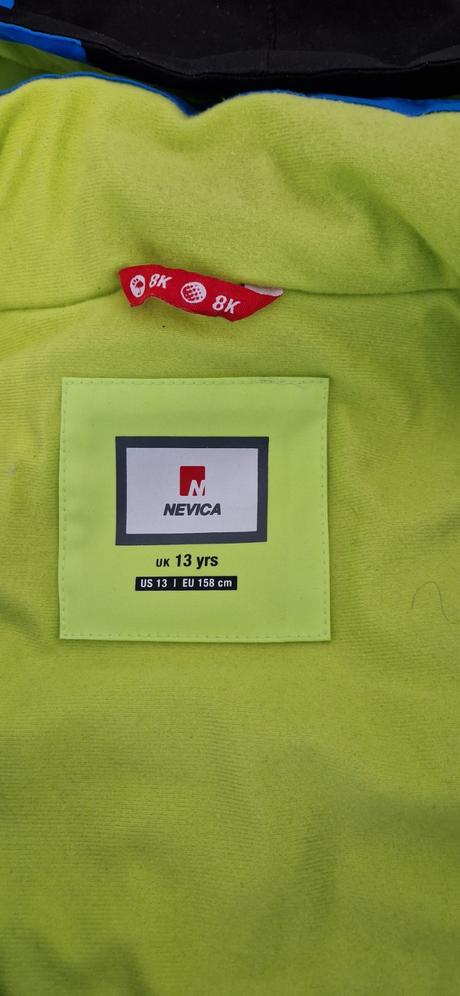 8K 8K
N
NEVICA
UK 13 yrs
US 13 | EU 158 cm